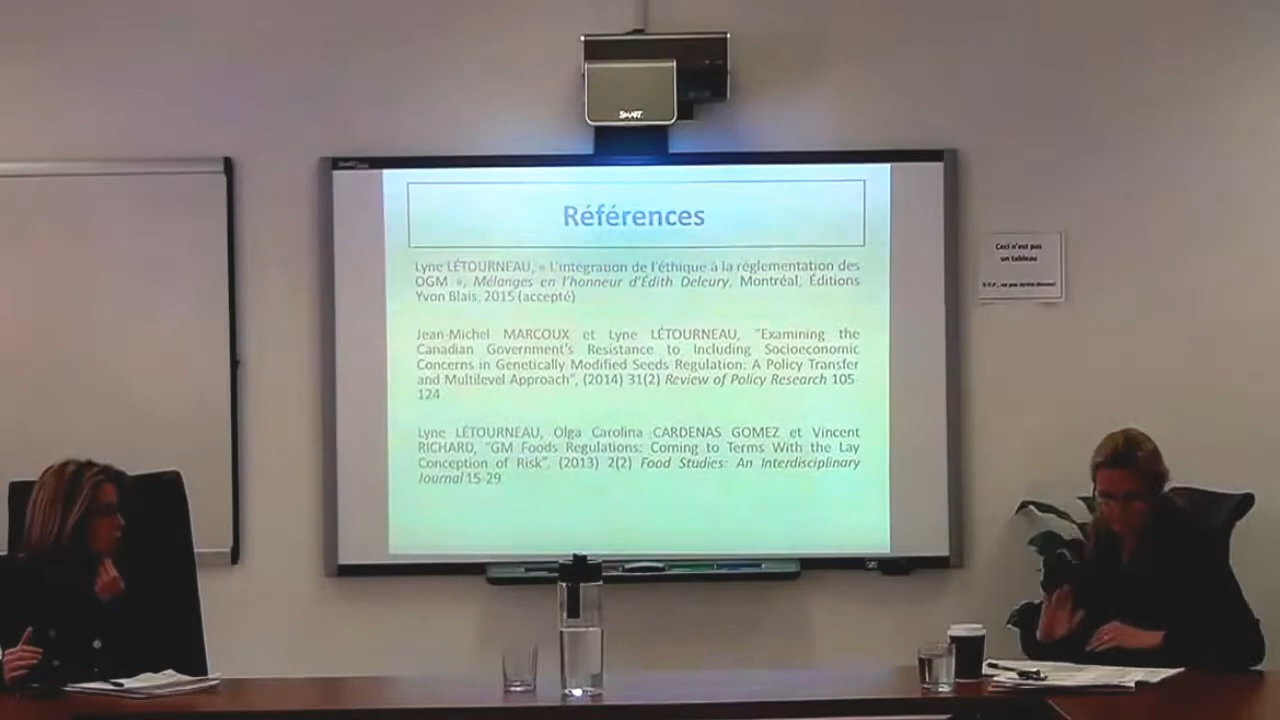 SMART
Références
Lyne LÉTOURNEAU, « L'intégration de l'éthique à la réglementation des
OGM », Mélanges en l'honneur d'Édith Deleury, Montréal, Éditions
Yvon Blais, 2015 (accepté)
Jean-Michel MARCOUX et Lyne LÉTOURNEAU, "Examining the
Canadian Government's Resistance to Including Socioeconomic
Concerns in Genetically Modified Seeds Regulation: A Policy Transfer
and Multilevel Approach", (2014) 31(2) Review of Policy Research 105-
124
Lyne LÉTOURNEAU, Olga Carolina CARDENAS GOMEZ et Vincent
RICHARD, "GM Foods Regulations: Coming to Terms With the Lay
Conception of Risk", (2013) 2(2) Food Studies: An Interdisciplinary
Journal 15-29.
Ceci n'est pas
un tableau
S.V.P., ne pas écrire dessus!